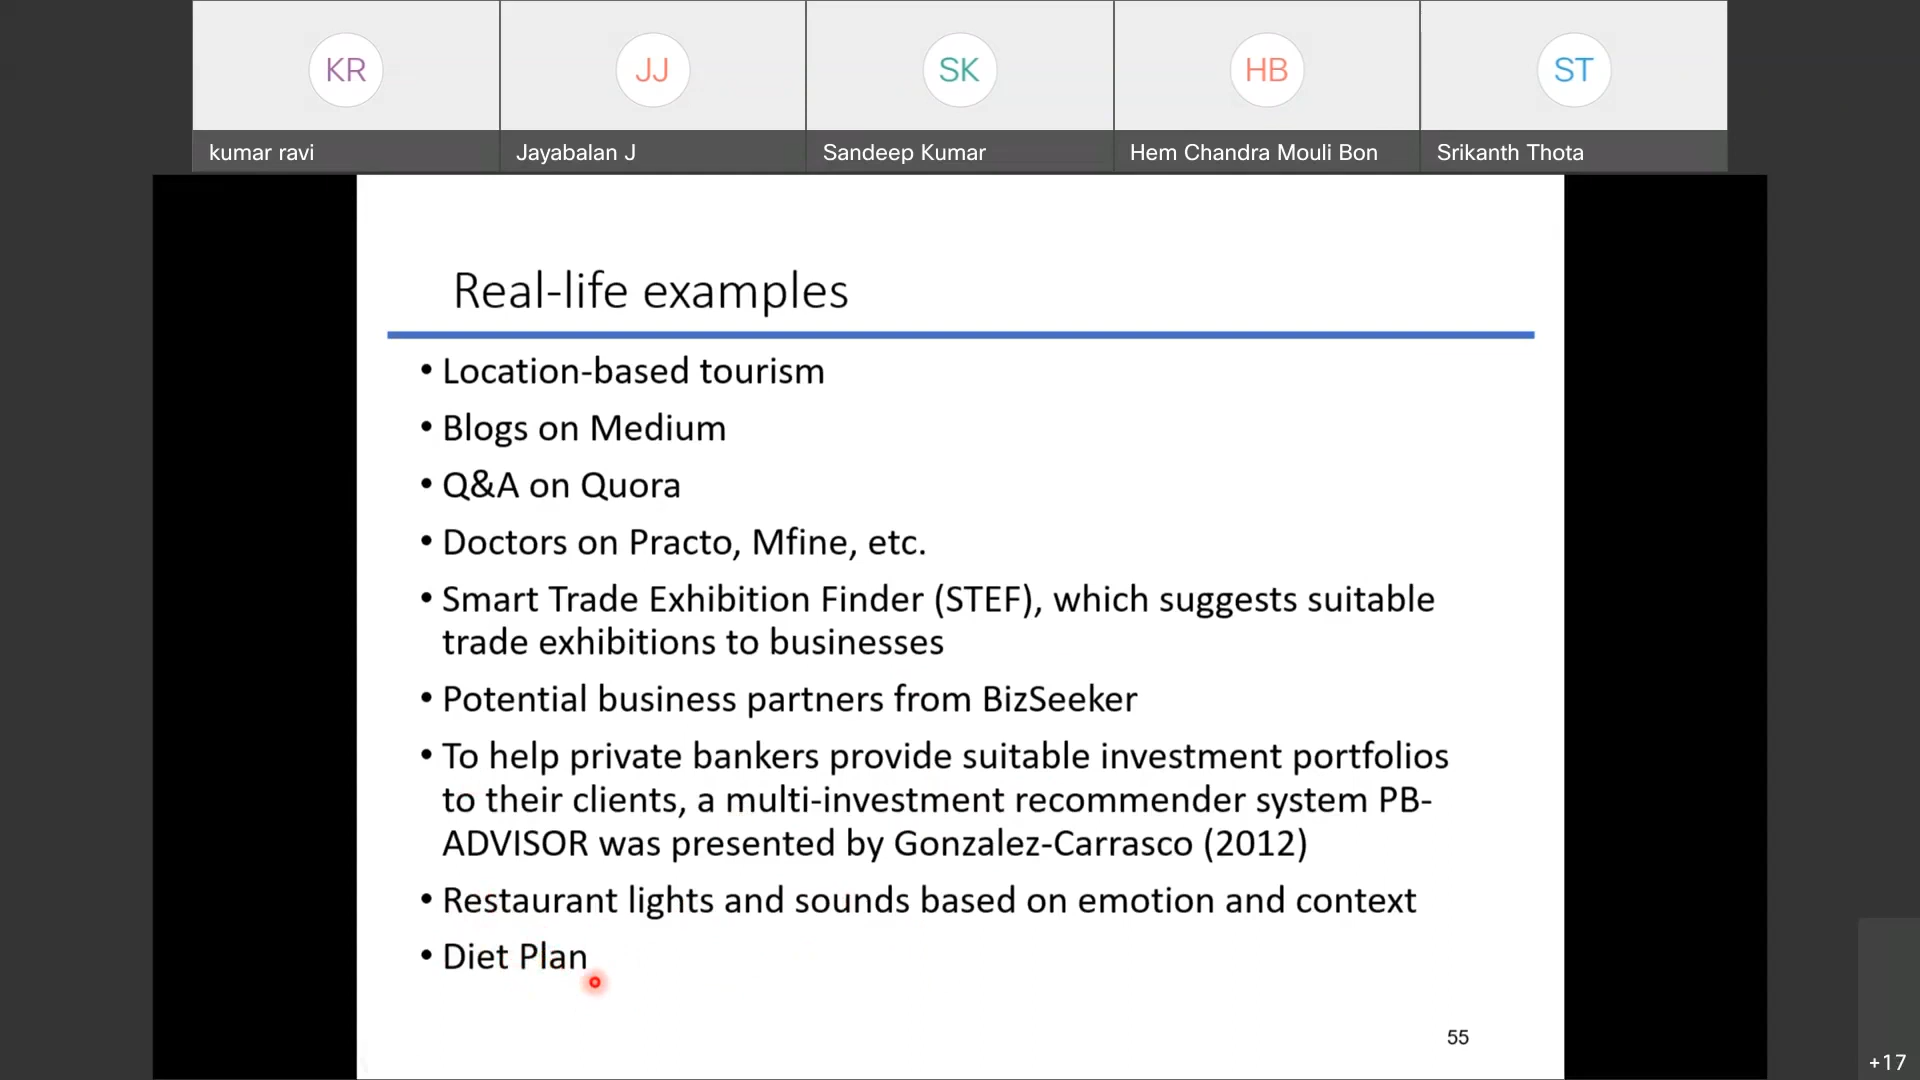 KR
JJ
SK
HB
ST
kumar ravi
Jayabalan J
Sandeep Kumar
Hem Chandra Mouli Bon
Srikanth Thota
Real-life examples
• Location-based tourism
• Blogs on Medium
• Q&A on Quora
• Doctors on Practo, Mfine, etc.
• Smart Trade Exhibition Finder (STEF), which suggests suitable
trade exhibitions to businesses
• Potential business partners from BizSeeker
• To help private bankers provide suitable investment portfolios
to their clients, a multi-investment recommender system PB-
ADVISOR was presented by Gonzalez-Carrasco (2012)
• Restaurant lights and sounds based on emotion and context
• Diet Plan
55
+17